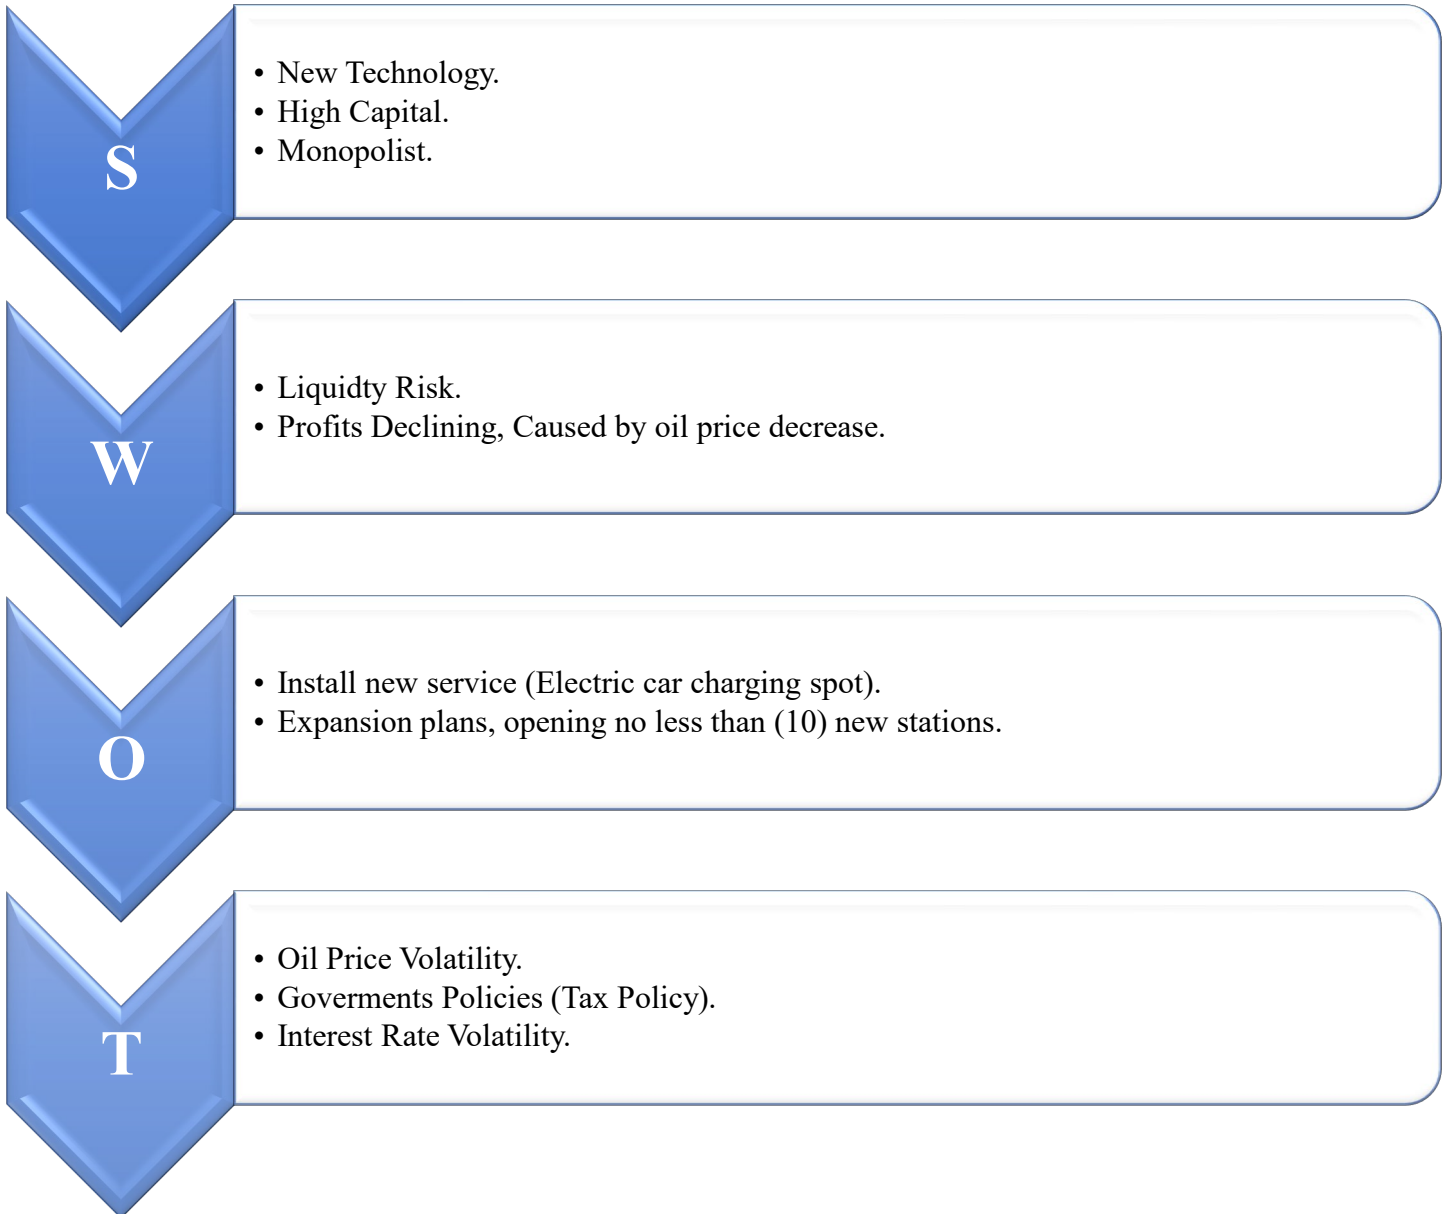 S
• New Technology.
• High Capital.
• Monopolist.
W
• Liquidty Risk.
• Profits Declining, Caused by oil price decrease.
O
• Install new service (Electric car charging spot).
• Expansion plans, opening no less than (10) new stations.
T
• Oil Price Volatility.
• Goverments Policies (Tax Policy).
• Interest Rate Volatility.